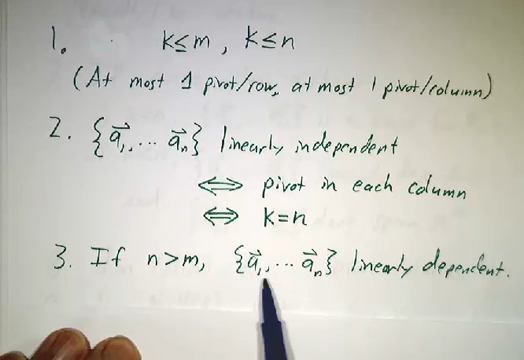 1. k≤m, k≤n
(At most 1 pivot/row, at most 1 pivot/column)
2. {a⃗₁, ... a⃗ₙ} linearly independent
⇔ pivot in each column
⇔ k=n
3. If n>m, {a⃗₁, ... a⃗ₙ} linearly dependent.